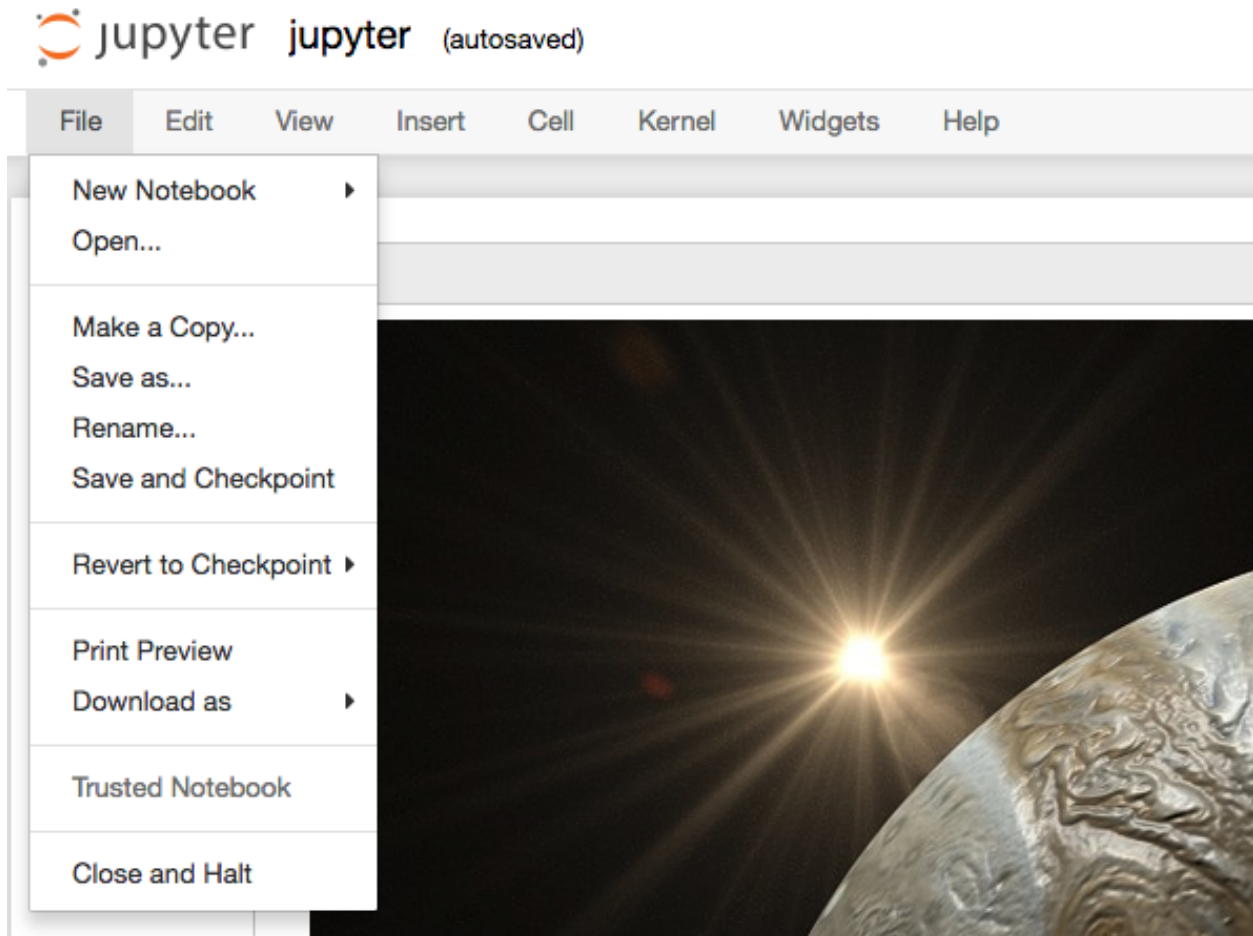 jupyter jupyter (autosaved)
File Edit View Insert Cell Kernel Widgets Help
New Notebook
Open...
Make a Copy...
Save as...
Rename...
Save and Checkpoint
Revert to Checkpoint
Print Preview
Download as
Trusted Notebook
Close and Halt